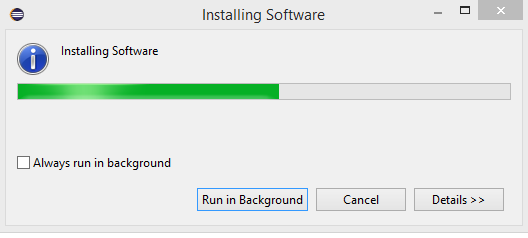 Installing Software
Installing Software
Always run in background
Run in Background
Cancel
Details >>